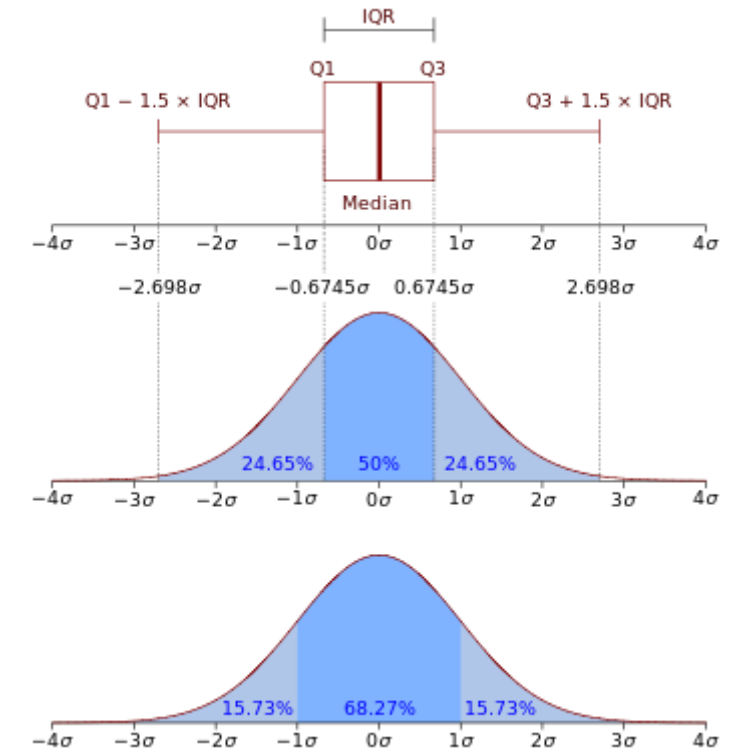 IQR
Q1 Q3
Q1 − 1.5 × IQR Q3 + 1.5 × IQR
Median
−4σ −3σ −2σ −1σ 0σ 1σ 2σ 3σ 4σ
−2.698σ −0.6745σ 0.6745σ 2.698σ
24.65% 50% 24.65%
−4σ −3σ −2σ −1σ 0σ 1σ 2σ 3σ 4σ
15.73% 68.27% 15.73%
−4σ −3σ −2σ −1σ 0σ 1σ 2σ 3σ 4σ